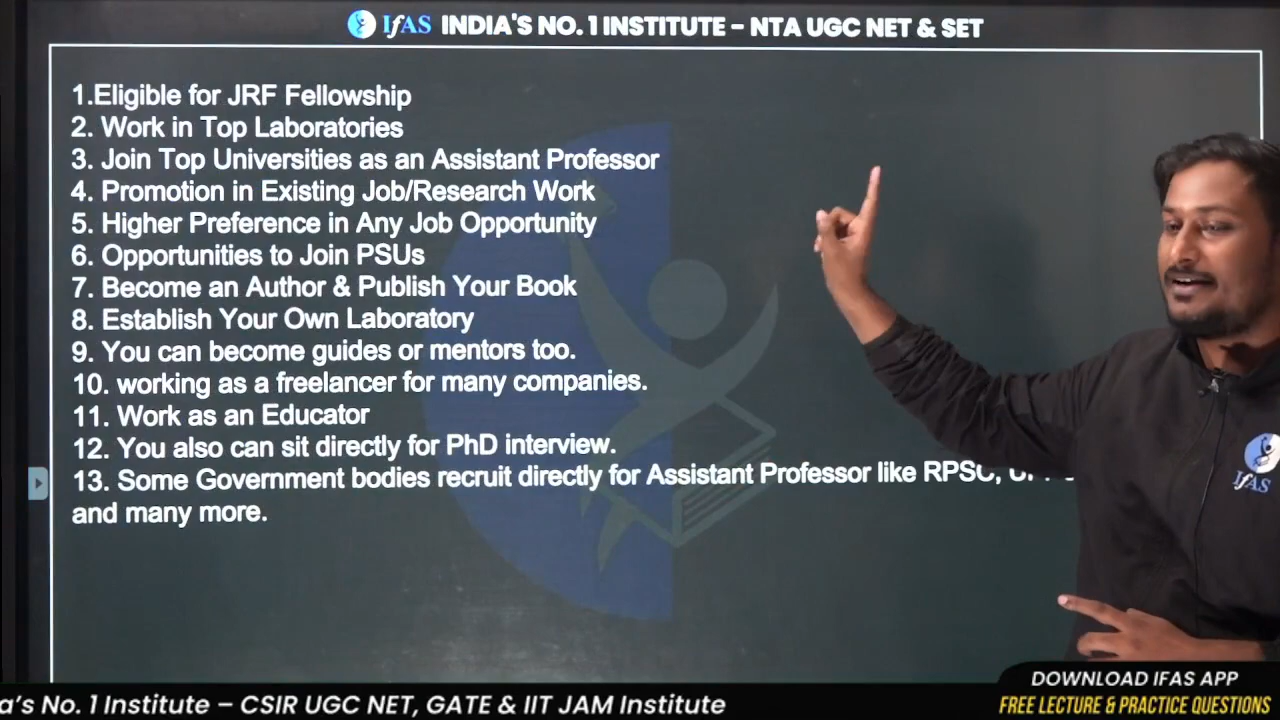 IfAS INDIA'S NO. 1 INSTITUTE – NTA UGC NET & SET
1.Eligible for JRF Fellowship
2. Work in Top Laboratories
3. Join Top Universities as an Assistant Professor
4. Promotion in Existing Job/Research Work
5. Higher Preference in Any Job Opportunity
6. Opportunities to Join PSUs
7. Become an Author & Publish Your Book
8. Establish Your Own Laboratory
9. You can become guides or mentors too.
10. working as a freelancer for many companies.
11. Work as an Educator
12. You also can sit directly for PhD interview.
13. Some Government bodies recruit directly for Assistant Professor like RPSC,
and many more.
IfAS
DOWNLOAD IFAS APP
FREE LECTURE & PRACTICE QUESTIONS
a's No. 1 Institute – CSIR UGC NET, GATE & IIT JAM Institute